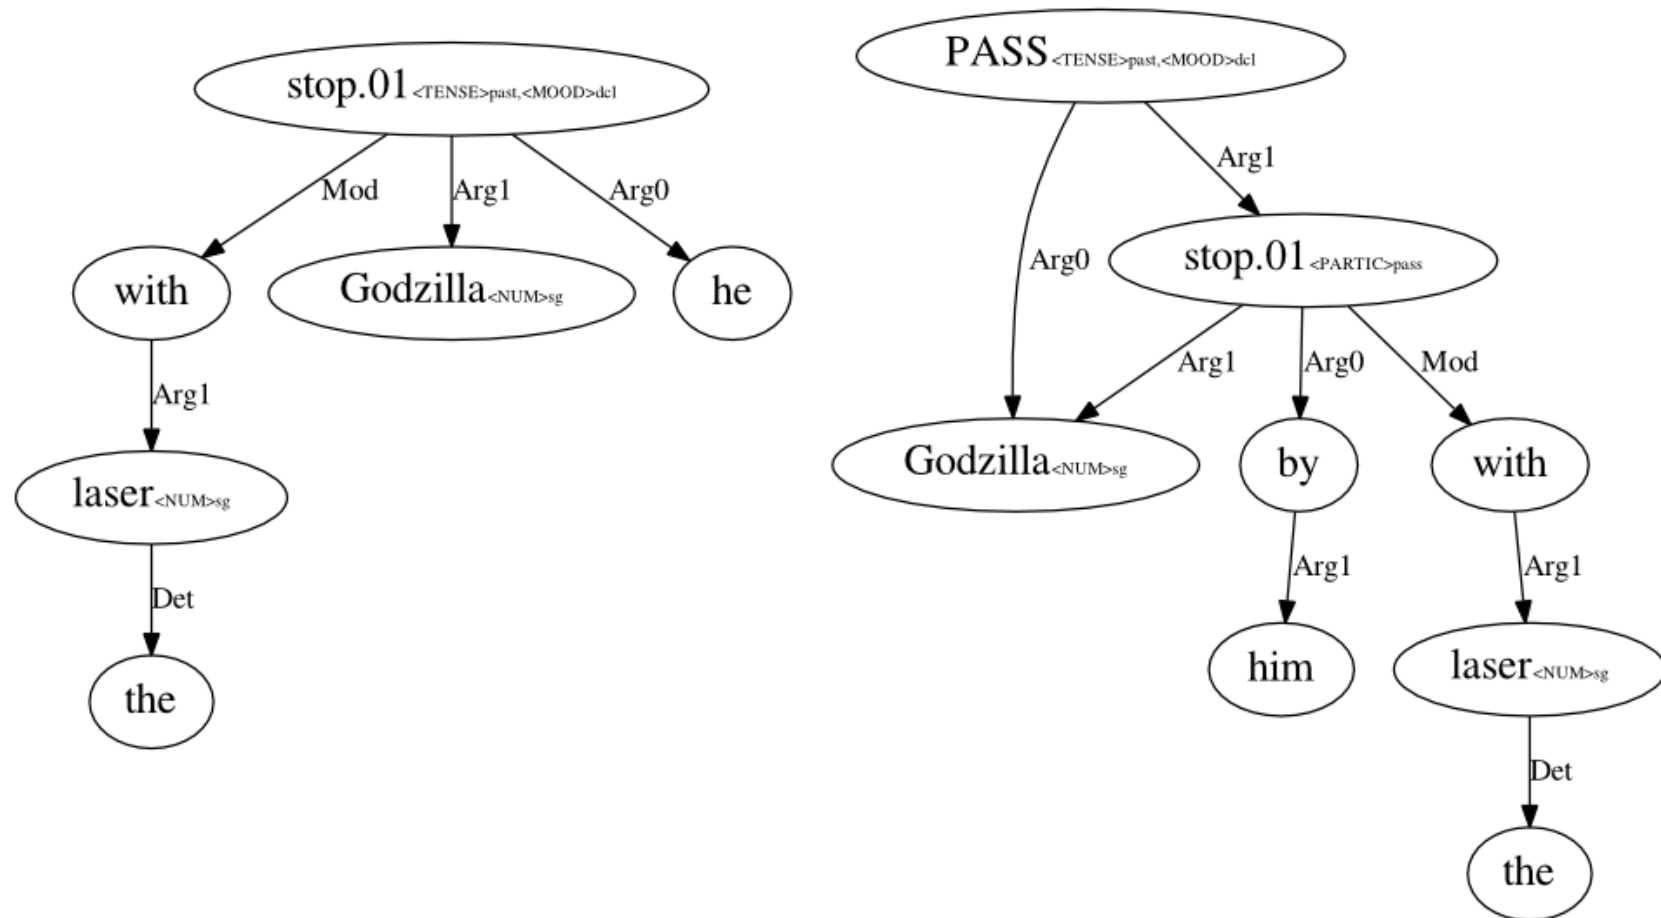 stop.01<TENSE>past,<MOOD>dcl
Mod
Arg1
Arg0
with
Godzilla<NUM>sg
he
Arg1
laser<NUM>sg
Det
the
PASS<TENSE>past,<MOOD>dcl
Arg1
Arg0
stop.01<PARTIC>pass
Arg1
Arg0
Mod
Godzilla<NUM>sg
by
with
Arg1
Arg1
him
laser<NUM>sg
Det
the